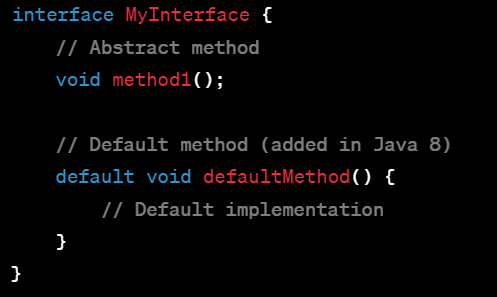 interface MyInterface {
    // Abstract method
    void method1();

    // Default method (added in Java 8)
    default void defaultMethod() {
        // Default implementation
    }
}